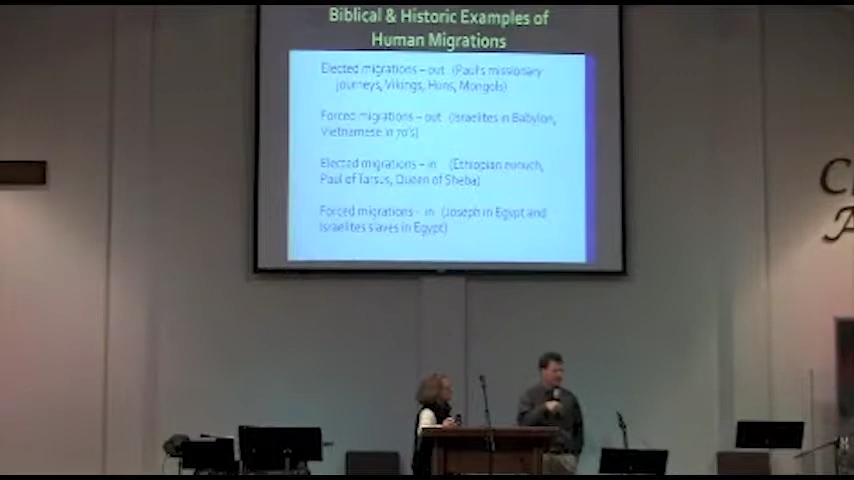 Biblical & Historic Examples of
Human Migrations
Elected migrations – out (Paul's missionary
journeys, Vikings, Huns, Mongols)
Forced migrations – out (Israelites in Babylon,
Vietnamese in 70's)
Elected migrations – in (Ethiopian eunuch,
Paul of Tarsus, Queen of Sheba)
Forced migrations - in (Joseph in Egypt and
Israelites slaves in Egypt)